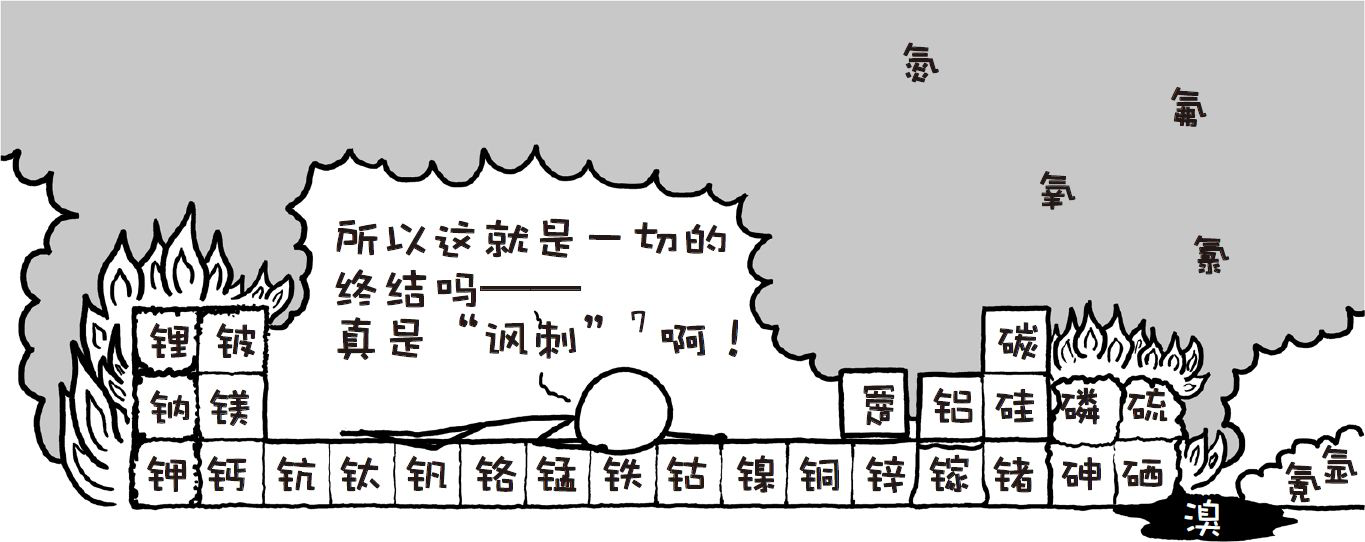 氮
氟
氧
氯
所以这就是一切的
终结吗——
真是“讽刺”7啊！
锂 铍 碳
钠 镁 硼 铝 硅 磷 硫
钾 钙 钪 钛 钒 铬 锰 铁 钴 镍 铜 锌 镓 锗 砷 硒
氪 氩
溴